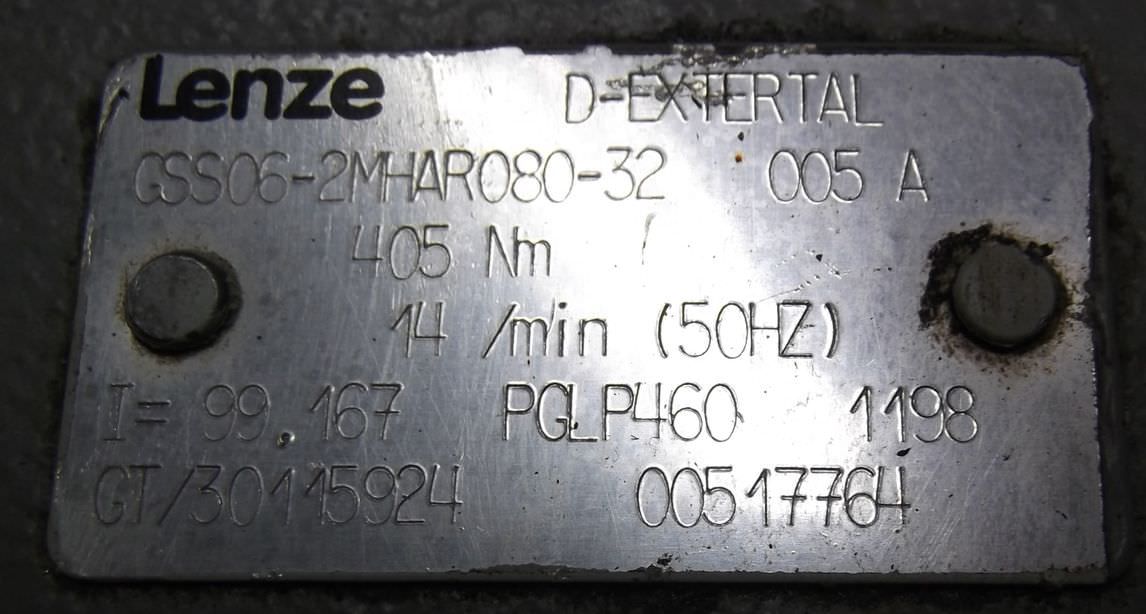 Lenze D-EXTERTAL
GSS06-2MHAR080-32 005 A
405 Nm
14 /min (50HZ)
I= 99.167 PGLP460 1198
GT/30115924 00517764